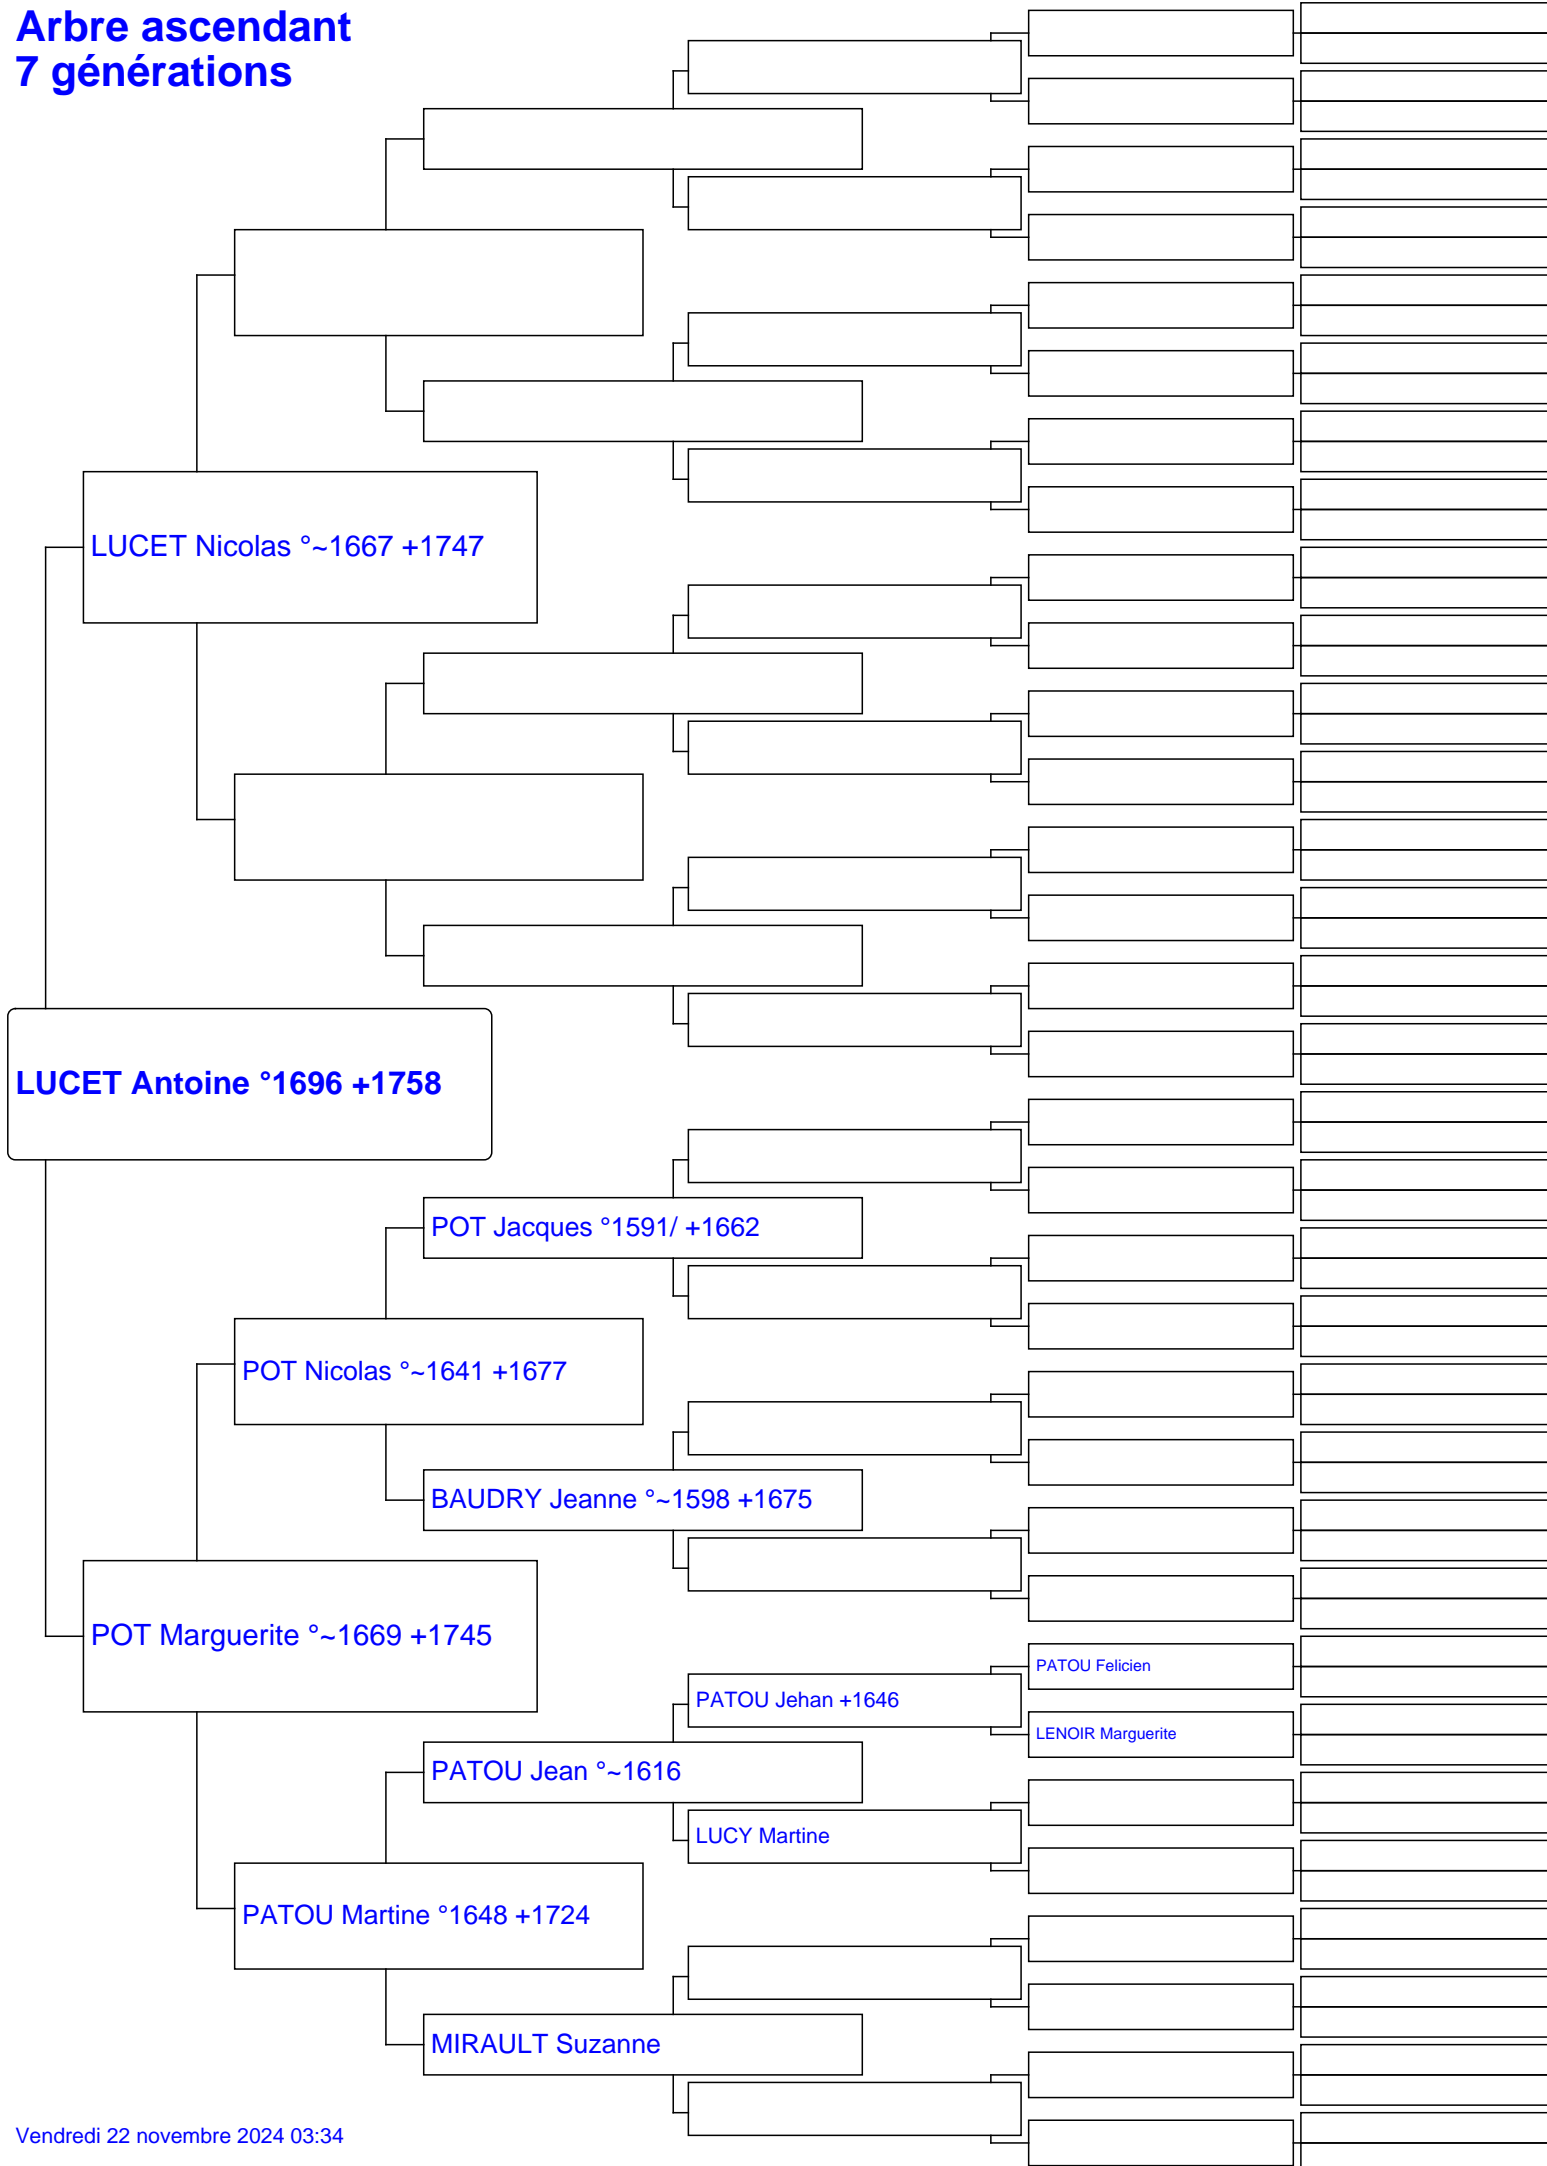 Arbre ascendant
7 générations
LUCET Nicolas °~1667 +1747
LUCET Antoine °1696 +1758
POT Jacques °1591/ +1662
POT Nicolas °~1641 +1677
BAUDRY Jeanne °~1598 +1675
POT Marguerite °~1669 +1745
PATOU Felicien
PATOU Jehan +1646
LENOIR Marguerite
PATOU Jean °~1616
LUCY Martine
PATOU Martine °1648 +1724
MIRAULT Suzanne
Vendredi 22 novembre 2024 03:34